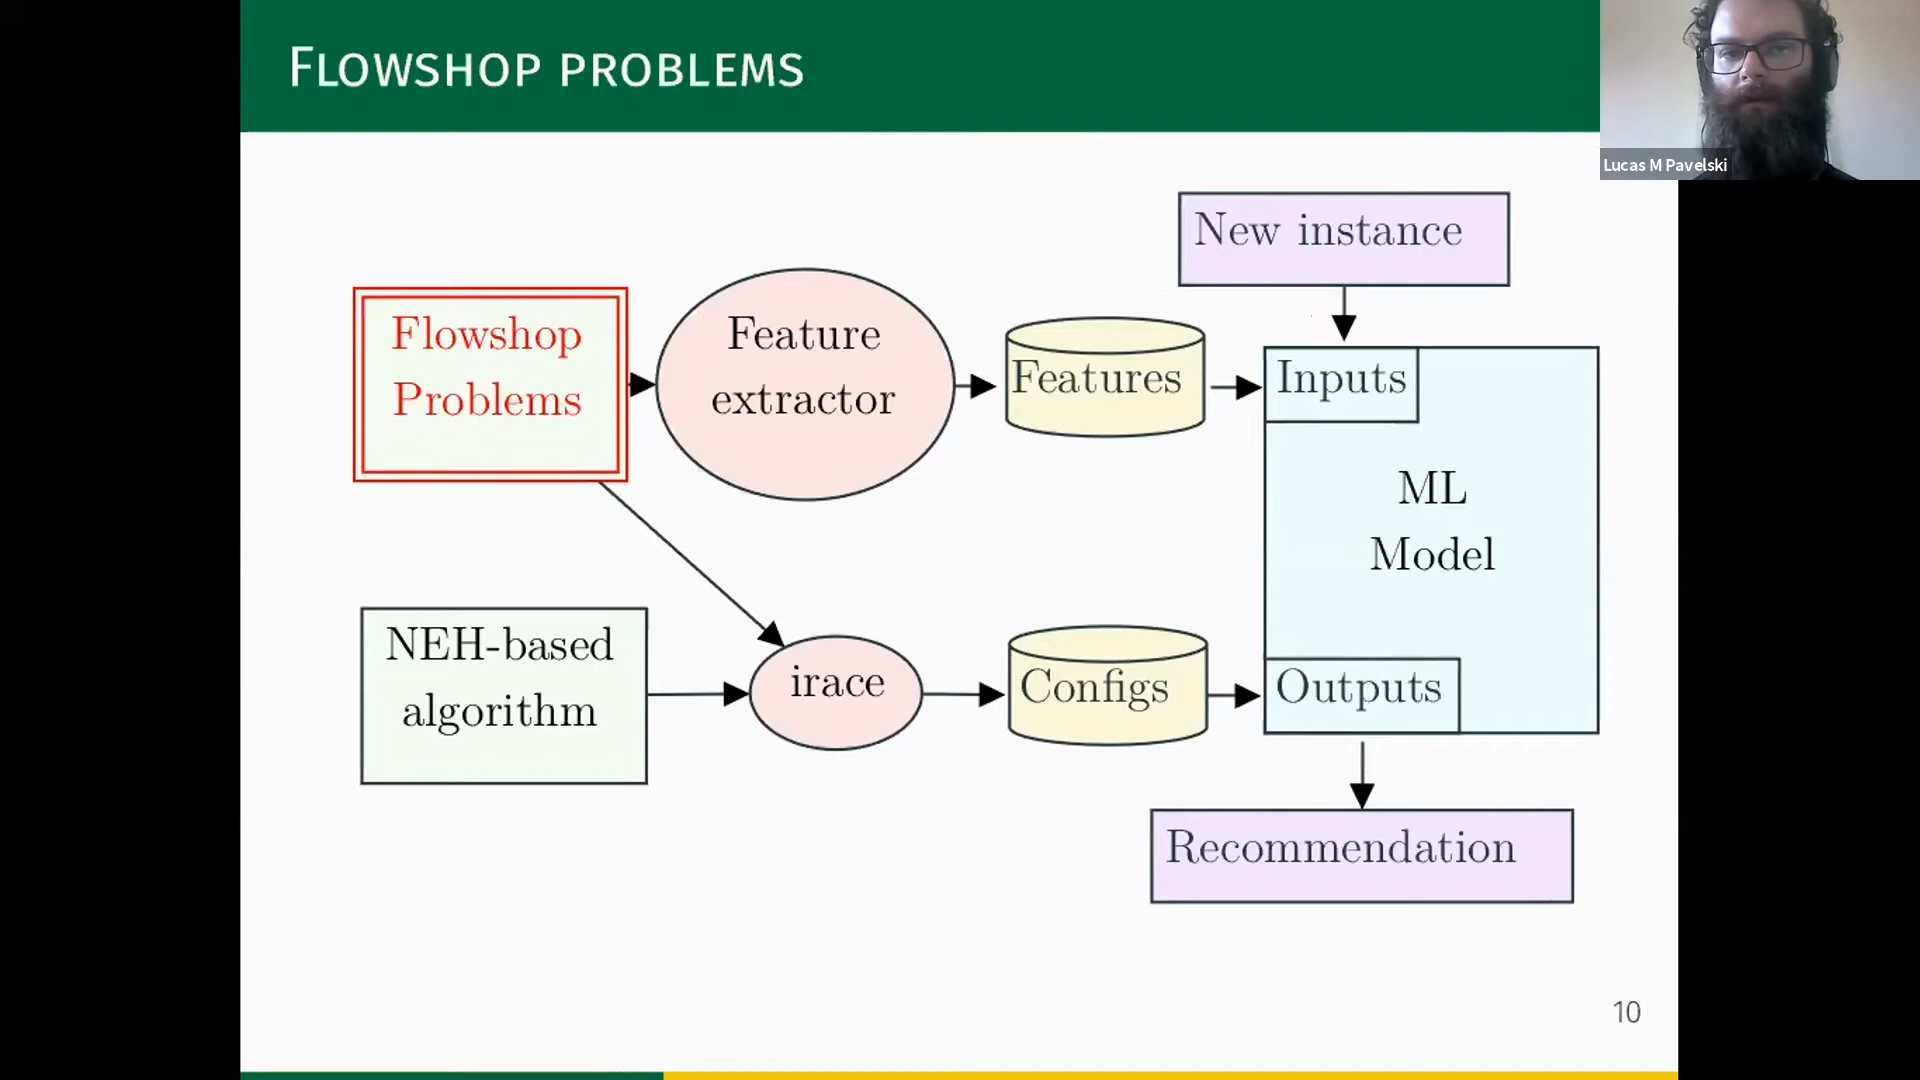 FLOWSHOP PROBLEMS
Lucas M Pavelski
New instance
Flowshop
Problems
Feature
extractor
Features
Inputs
ML
Model
NEH-based
algorithm
irace
Configs
Outputs
Recommendation
10